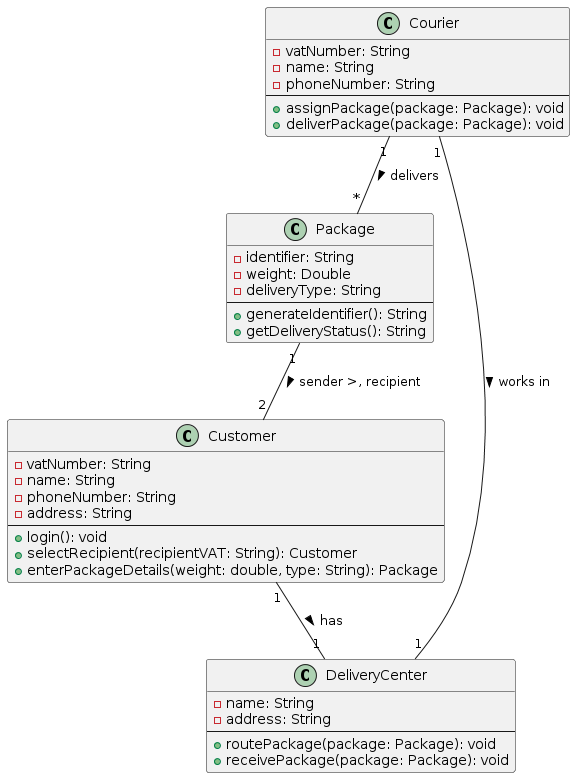 C Courier
vatNumber: String
name: String
phoneNumber: String
assignPackage(package: Package): void
deliverPackage(package: Package): void
1
1
delivers
*
C Package
identifier: String
weight: Double
deliveryType: String
generateIdentifier(): String
getDeliveryStatus(): String
1
sender >, recipient
works in
2
C Customer
vatNumber: String
name: String
phoneNumber: String
address: String
login(): void
selectRecipient(recipientVAT: String): Customer
enterPackageDetails(weight: double, type: String): Package
1
has
1
1
C DeliveryCenter
name: String
address: String
routePackage(package: Package): void
receivePackage(package: Package): void